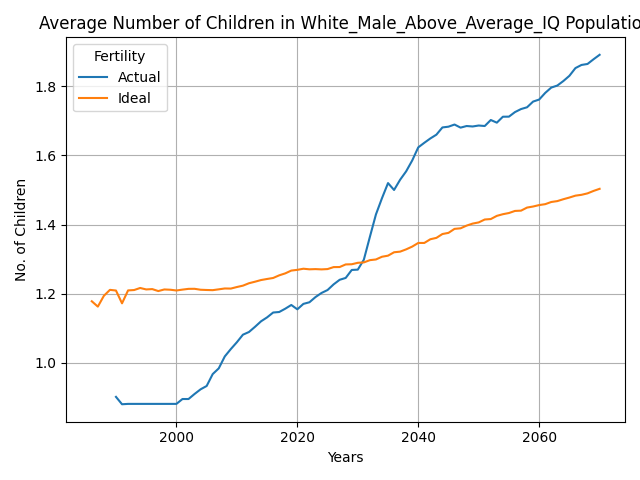 Average Number of Children in White_Male_Above_Average_IQ Populatio
Fertility
Actual
Ideal
No. of Children
1.8
1.6
1.4
1.2
1.0
2000
2020
2040
2060
Years